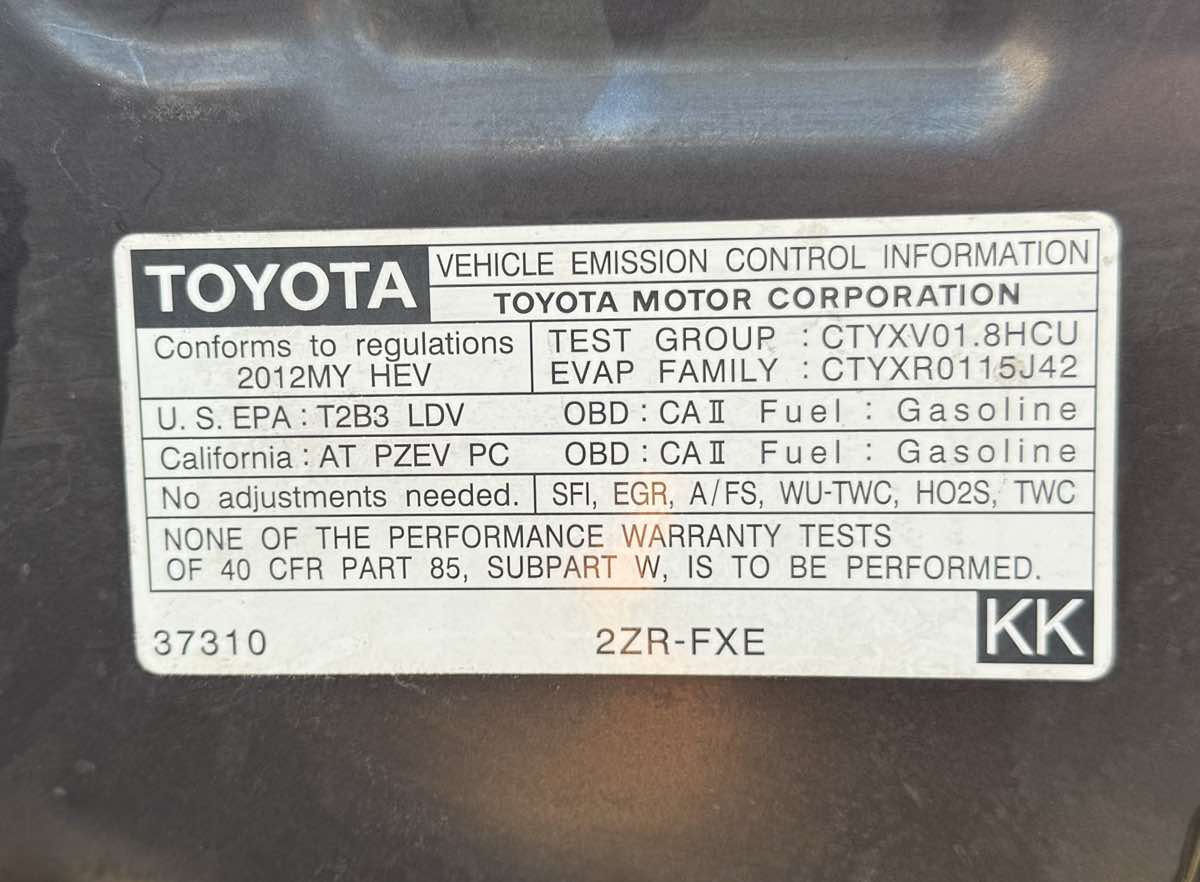 TOYOTA
VEHICLE EMISSION CONTROL INFORMATION
TOYOTA MOTOR CORPORATION
Conforms to regulations
2012MY HEV
TEST GROUP : CTYXV01.8HCU
EVAP FAMILY : CTYXR0115J42
U. S. EPA : T2B3 LDV OBD : CA II Fuel : Gasoline
California : AT PZEV PC OBD : CA II Fuel : Gasoline
No adjustments needed. SFI, EGR, A/FS, WU-TWC, HO2S, TWC
NONE OF THE PERFORMANCE WARRANTY TESTS
OF 40 CFR PART 85, SUBPART W, IS TO BE PERFORMED.
37310 2ZR-FXE KK